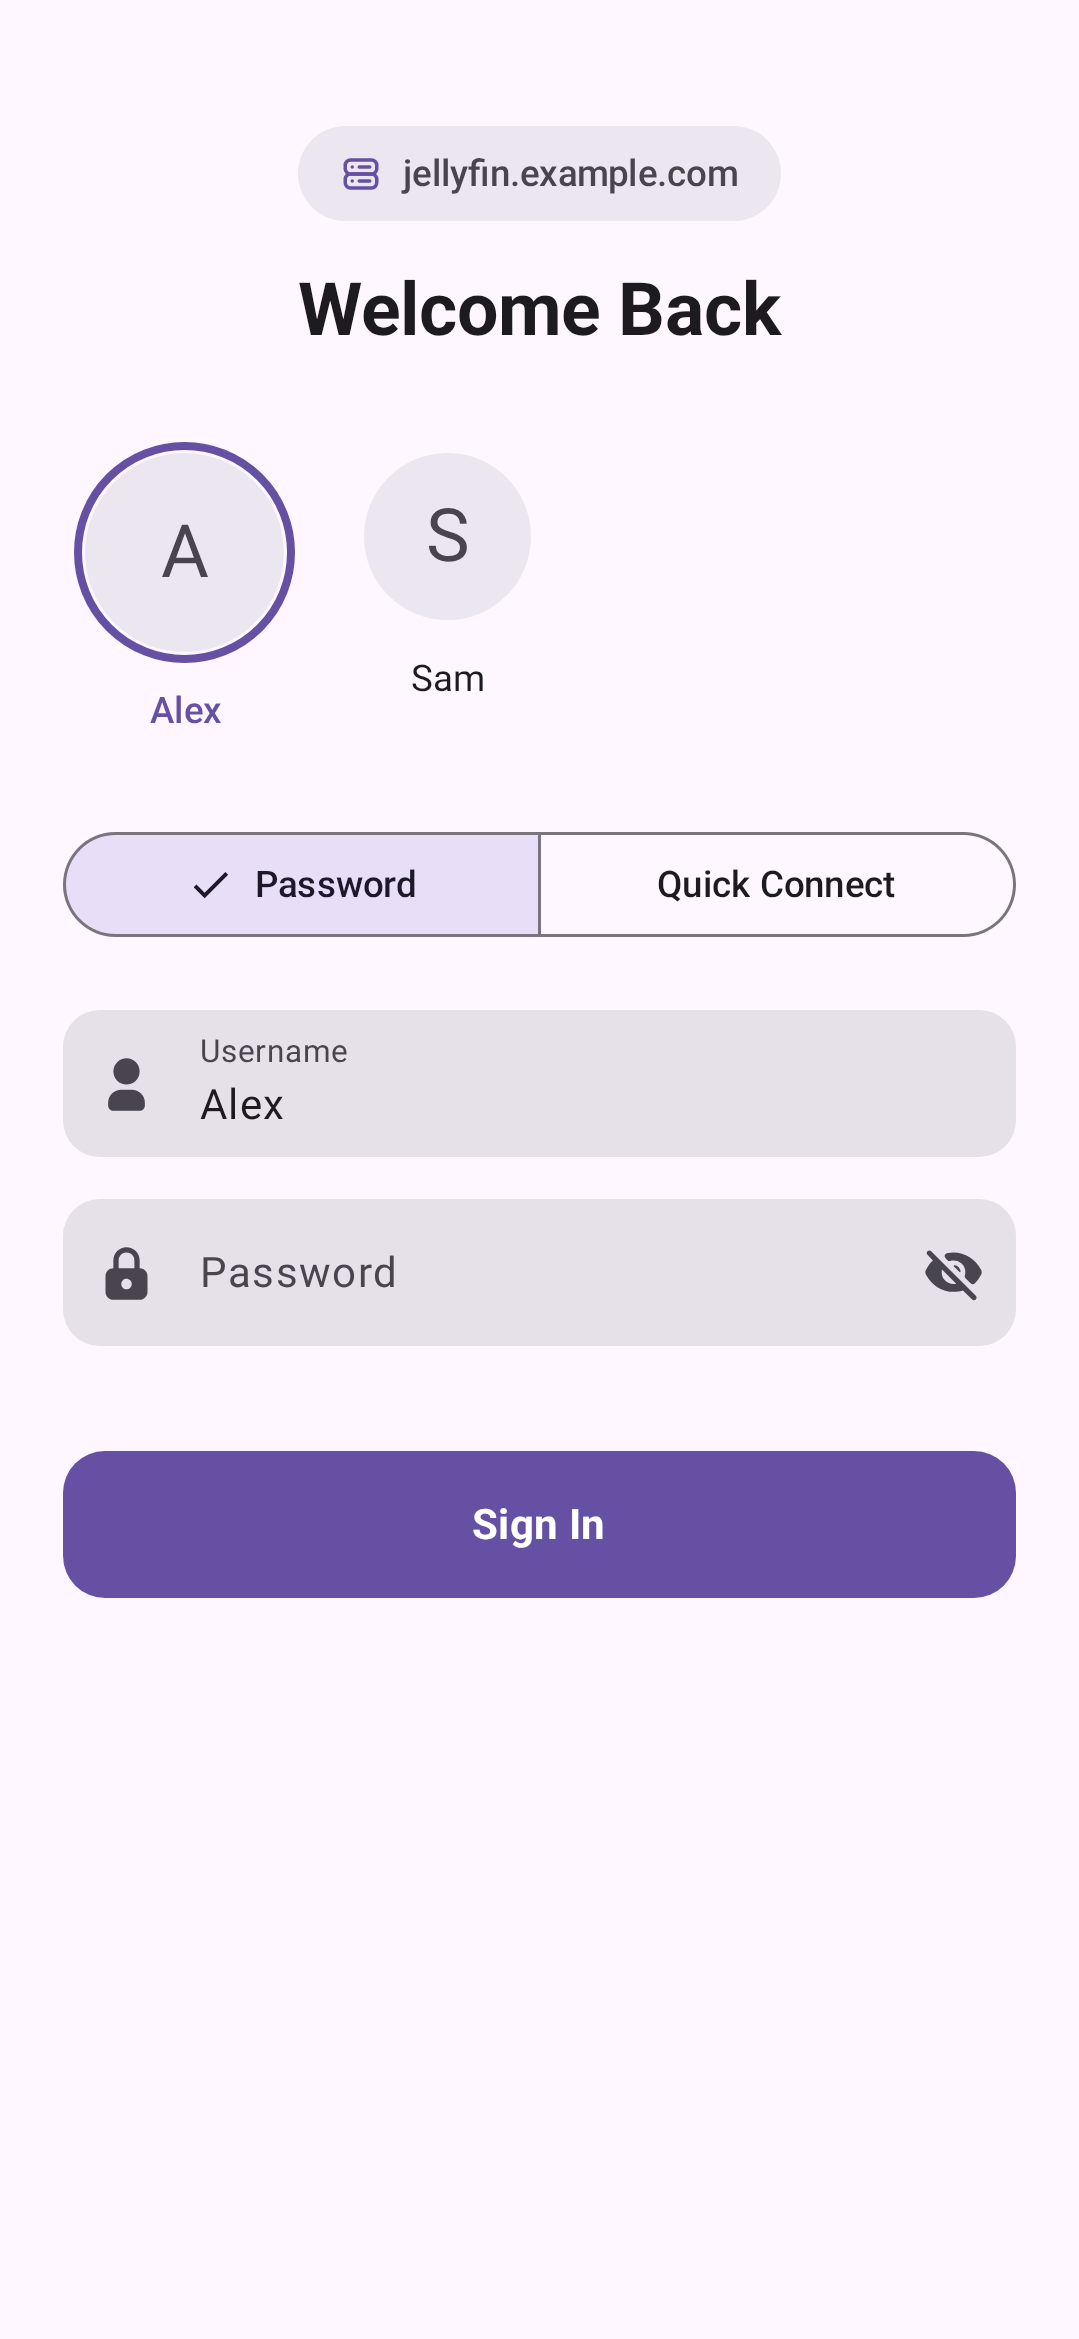 jellyfin.example.com
Welcome Back
A
S
Alex
Sam
Password
Quick Connect
Username
Alex
Password
Sign In